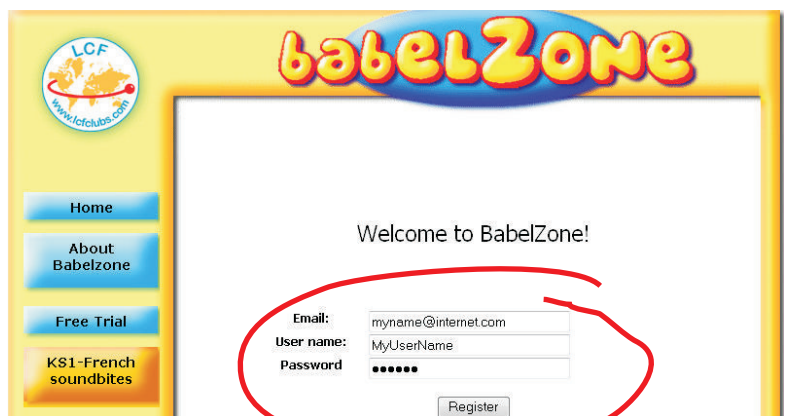 LCF
www.lcfclubs.com
babelZone
Home
About
Babelzone
Free Trial
KS1-French
soundbites
Welcome to BabelZone!
Email: myname@internet.com
User name: MyUserName
Password ••••••
Register